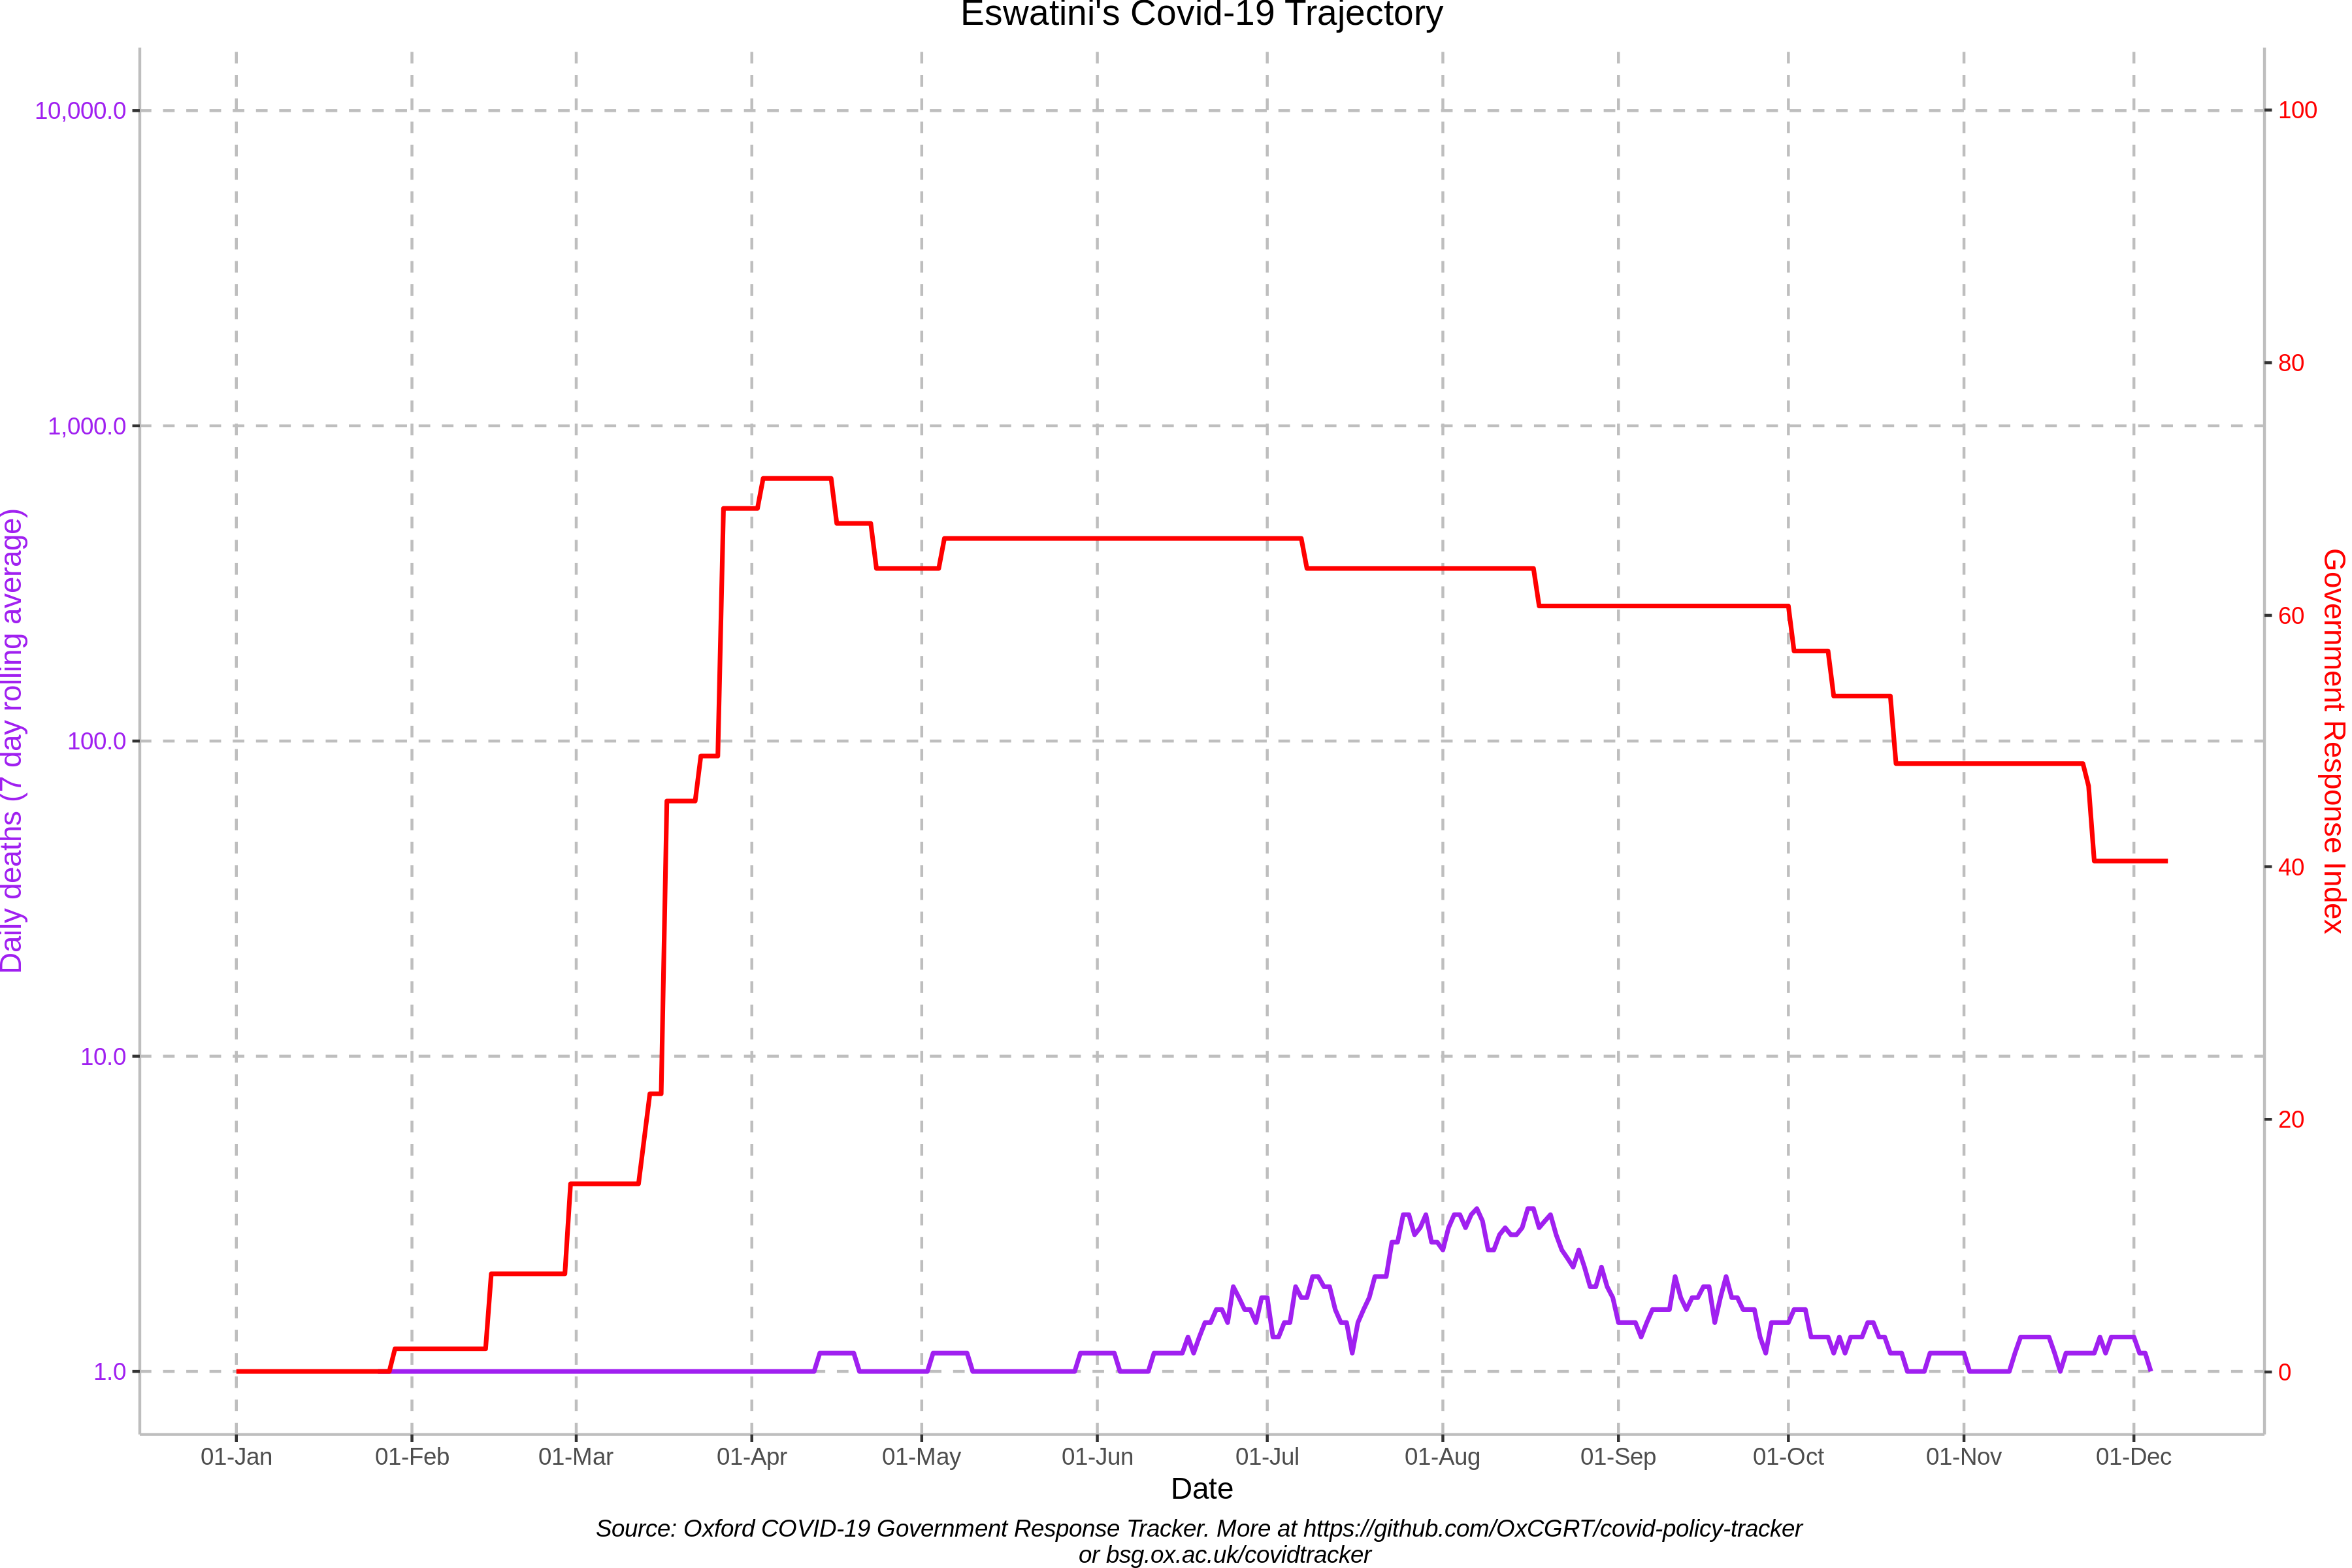 Eswatini's Covid-19 Trajectory
10,000.0
1,000.0
100.0
10.0
1.0
Daily deaths (7 day rolling average)
100
80
60
40
20
0
Government Response Index
01-Jan 01-Feb 01-Mar 01-Apr 01-May 01-Jun 01-Jul 01-Aug 01-Sep 01-Oct 01-Nov 01-Dec
Date
Source: Oxford COVID-19 Government Response Tracker. More at https://github.com/OxCGRT/covid-policy-tracker
or bsg.ox.ac.uk/covidtracker